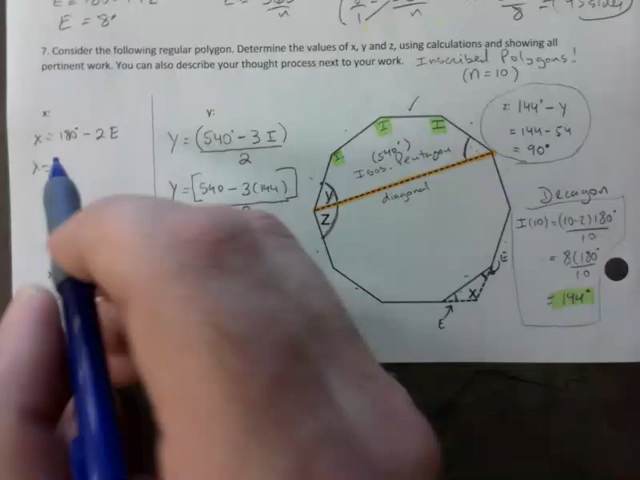 E = 8°
n
8
7. Consider the following regular polygon. Determine the values of x, y and z, using calculations and showing all
pertinent work. You can also describe your thought process next to your work. Inscribed Polygons!
(n=10)
x:
x = 180° - 2E
x =
y:
y = (540° - 3I)
2
y = [540 - 3(144)]
I
I
I
(540°)
Isos. Pentagon
diagonal
y
z
E
x
E
= 144° - y
= 144 - 54
= 90°
Decagon
I(10) = (10-2)180°
10
= 8(180°)
10
= 144°